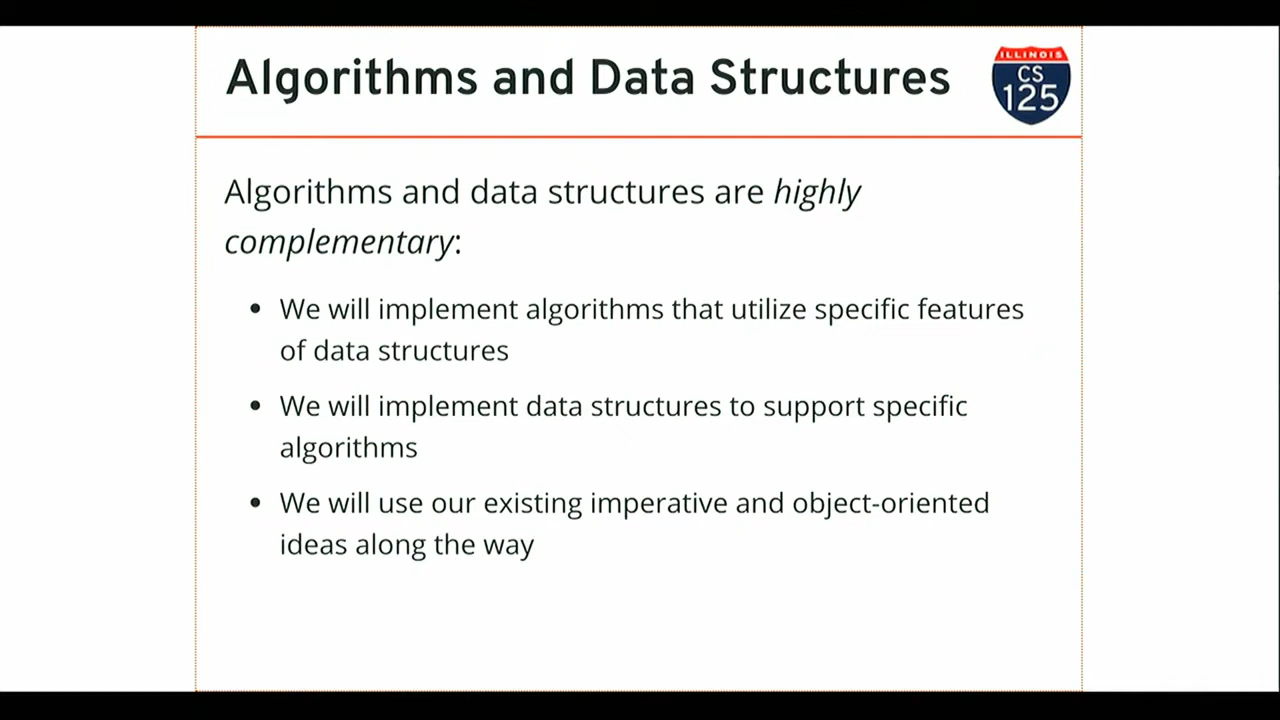 Algorithms and Data Structures
ILLINOIS
CS
125
Algorithms and data structures are highly
complementary:
• We will implement algorithms that utilize specific features
of data structures
• We will implement data structures to support specific
algorithms
• We will use our existing imperative and object-oriented
ideas along the way